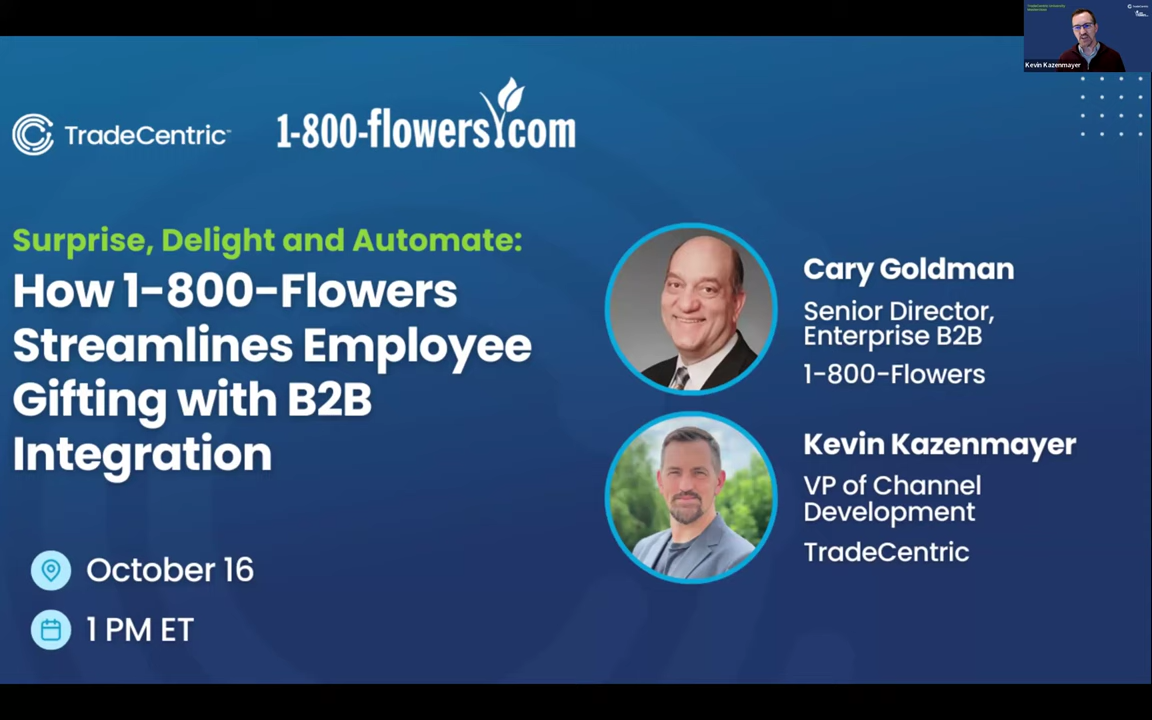 TradeCentric
1-800-flowers.com
Surprise, Delight and Automate:
How 1-800-Flowers
Streamlines Employee
Gifting with B2B
Integration
October 16
1 PM ET
Cary Goldman
Senior Director,
Enterprise B2B
1-800-Flowers
Kevin Kazenmayer
VP of Channel
Development
TradeCentric
Kevin Kazenmayer